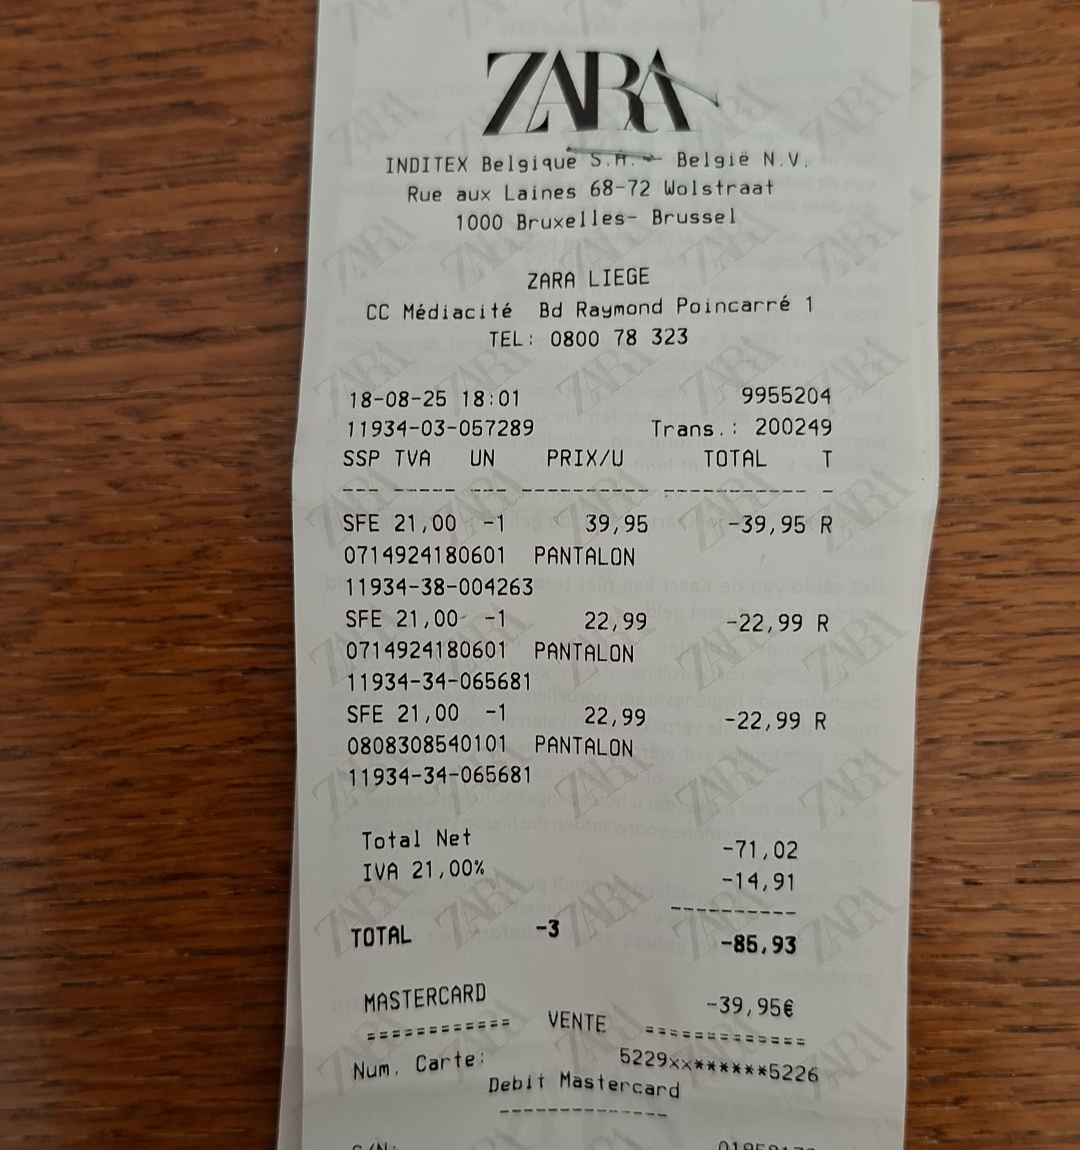 ZARA
INDITEX Belgique S.A. - België N.V.
Rue aux Laines 68-72 Wolstraat
1000 Bruxelles- Brussel
ZARA LIEGE
CC Médiacité Bd Raymond Poincarré 1
TEL: 0800 78 323
18-08-25 18:01 9955204
11934-03-057289 Trans.: 200249
SSP TVA UN PRIX/U TOTAL T
--- ----- --- ---------- ----------- -
SFE 21,00 -1 39,95 -39,95 R
0714924180601 PANTALON
11934-38-004263
SFE 21,00 -1 22,99 -22,99 R
0714924180601 PANTALON
11934-34-065681
SFE 21,00 -1 22,99 -22,99 R
0808308540101 PANTALON
11934-34-065681
Total Net -71,02
IVA 21,00% -14,91
----------
TOTAL -3 -85,93
MASTERCARD -39,95€
============ VENTE =============
Num. Carte: 5229xx******5226
Debit Mastercard
--------------